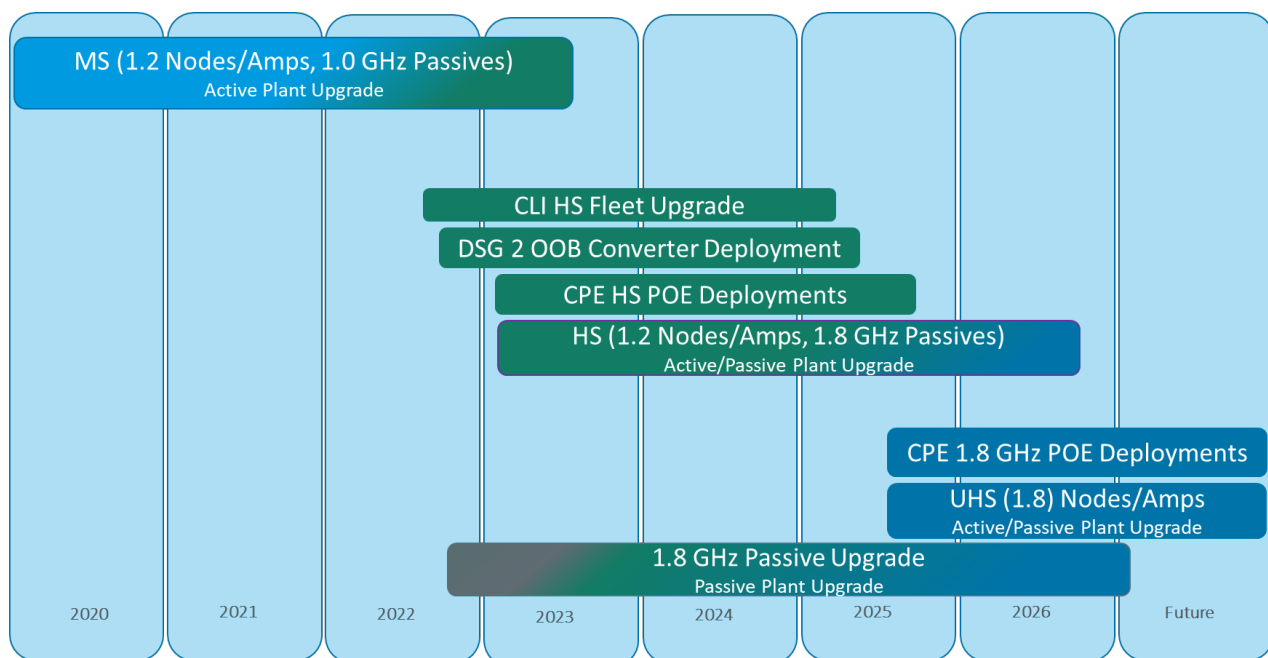 MS (1.2 Nodes/Amps, 1.0 GHz Passives)
Active Plant Upgrade
CLI HS Fleet Upgrade
DSG 2 OOB Converter Deployment
CPE HS POE Deployments
HS (1.2 Nodes/Amps, 1.8 GHz Passives)
Active/Passive Plant Upgrade
CPE 1.8 GHz POE Deployments
UHS (1.8) Nodes/Amps
Active/Passive Plant Upgrade
1.8 GHz Passive Upgrade
Passive Plant Upgrade
2020
2021
2022
2023
2024
2025
2026
Future